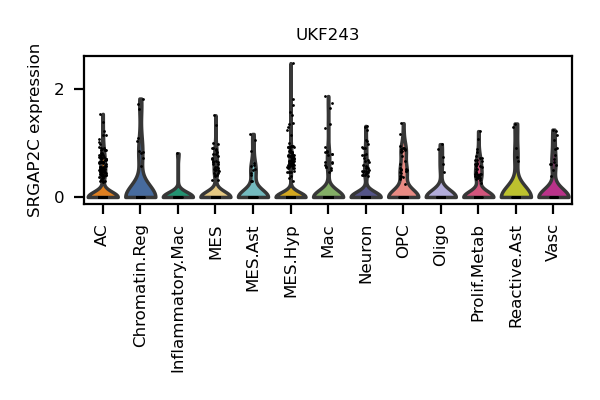 UKF243
SRGAP2C expression
2
0
AC
Chromatin.Reg
Inflammatory.Mac
MES
MES.Ast
MES.Hyp
Mac
Neuron
OPC
Oligo
Prolif.Metab
Reactive.Ast
Vasc